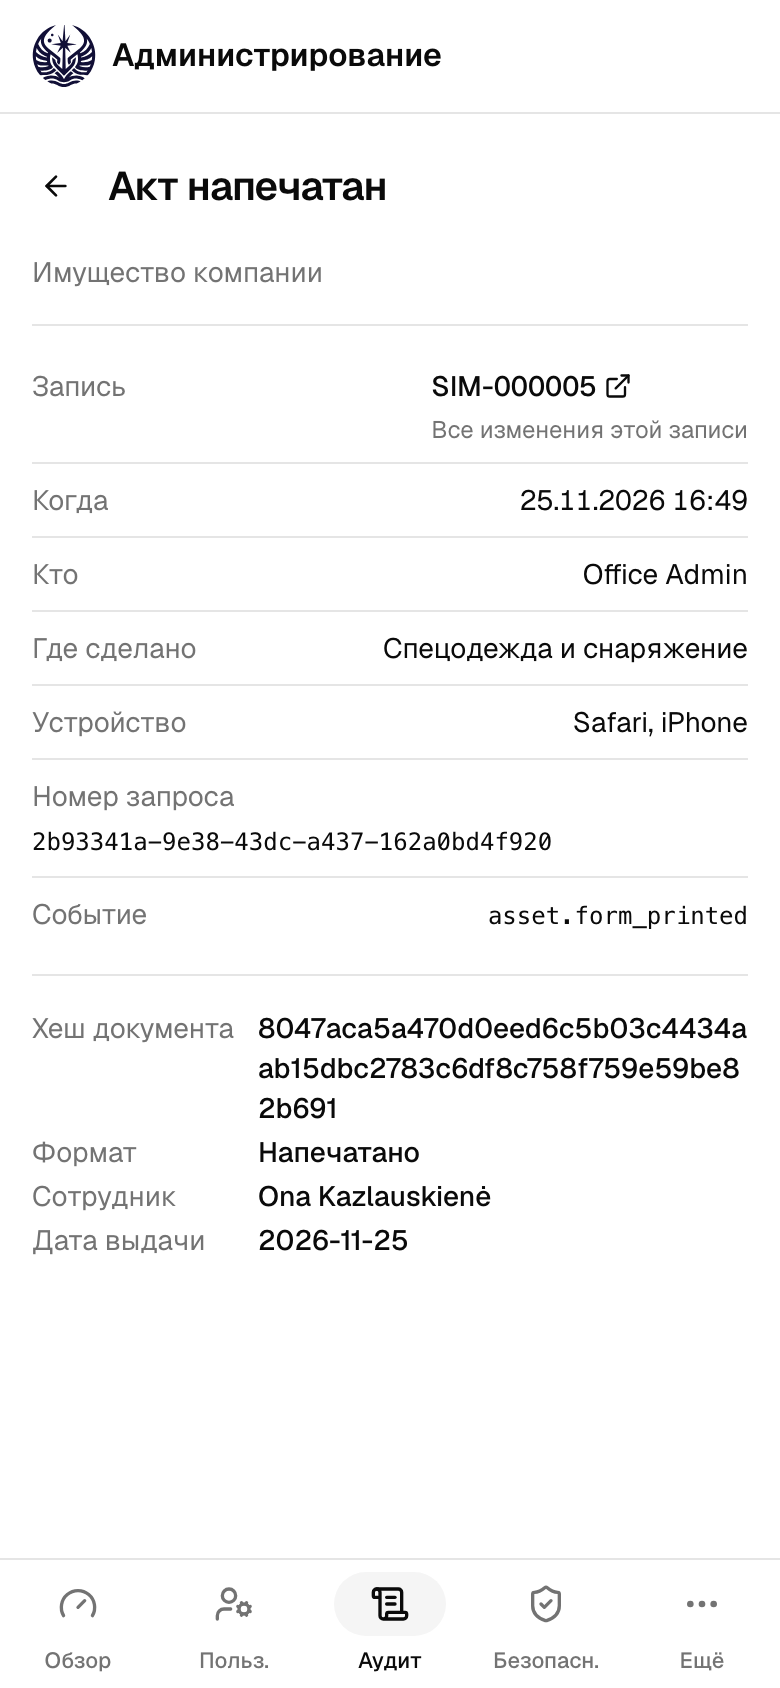 Администрирование
Акт напечатан
Имущество компании
Запись
SIM-000005
Все изменения этой записи
Когда
25.11.2026 16:49
Кто
Office Admin
Где сделано
Спецодежда и снаряжение
Устройство
Safari, iPhone
Номер запроса
2b93341a-9e38-43dc-a437-162a0bd4f920
Событие
asset.form_printed
Хеш документа
8047aca5a470d0eed6c5b03c4434a
ab15dbc2783c6df8c758f759e59be8
2b691
Формат
Напечатано
Сотрудник
Ona Kazlauskienė
Дата выдачи
2026-11-25
Обзор
Польз.
Аудит
Безопасн.
Ещё